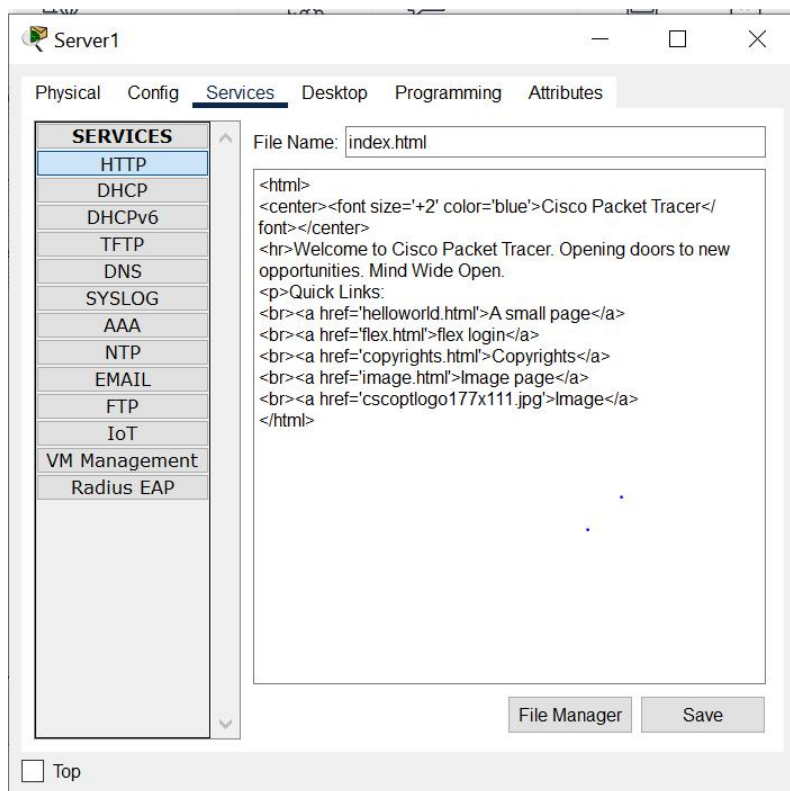 Server1
Physical Config Services Desktop Programming Attributes
SERVICES
HTTP
DHCP
DHCPv6
TFTP
DNS
SYSLOG
AAA
NTP
EMAIL
FTP
IoT
VM Management
Radius EAP
File Name: index.html
<html>
<center><font size='+2' color='blue'>Cisco Packet Tracer</
font></center>
<hr>Welcome to Cisco Packet Tracer. Opening doors to new
opportunities. Mind Wide Open.
<p>Quick Links:
<br><a href='helloworld.html'>A small page</a>
<br><a href='flex.html'>flex login</a>
<br><a href='copyrights.html'>Copyrights</a>
<br><a href='image.html'>Image page</a>
<br><a href='cscoptlogo177x111.jpg'>Image</a>
</html>
File Manager Save
Top